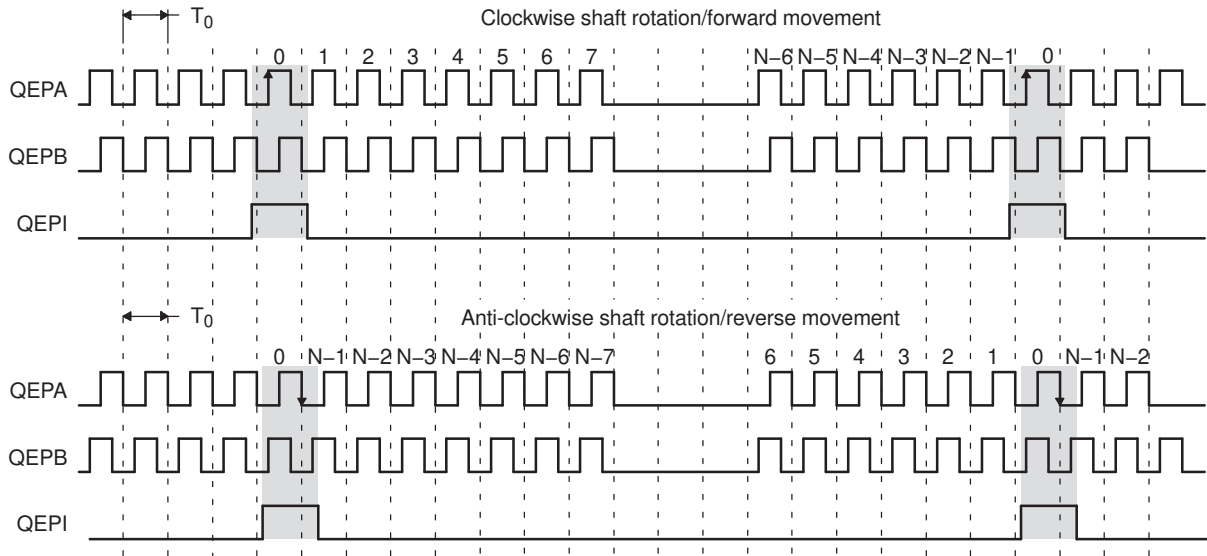 T0 Clockwise shaft rotation/forward movement
0 1 2 3 4 5 6 7 N–6 N–5 N–4 N–3 N–2 N–1 0
QEPA
QEPB
QEPI
T0 Anti-clockwise shaft rotation/reverse movement
0 N–1 N–2 N–3 N–4 N–5 N–6 N–7 6 5 4 3 2 1 0 N–1 N–2
QEPA
QEPB
QEPI